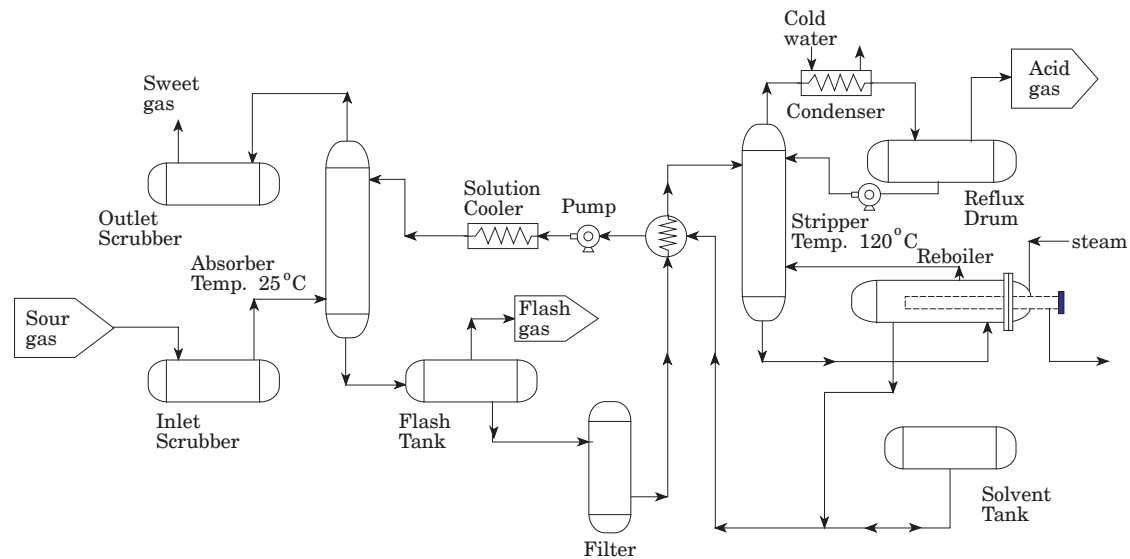 Cold
water
Acid
gas
Sweet
gas
Condenser
Solution
Cooler
Pump
Reflux
Drum
Outlet
Scrubber
Stripper
Temp. 120°C
steam
Absorber
Temp. 25°C
Reboiler
Sour
gas
Flash
gas
Inlet
Scrubber
Flash
Tank
Solvent
Tank
Filter